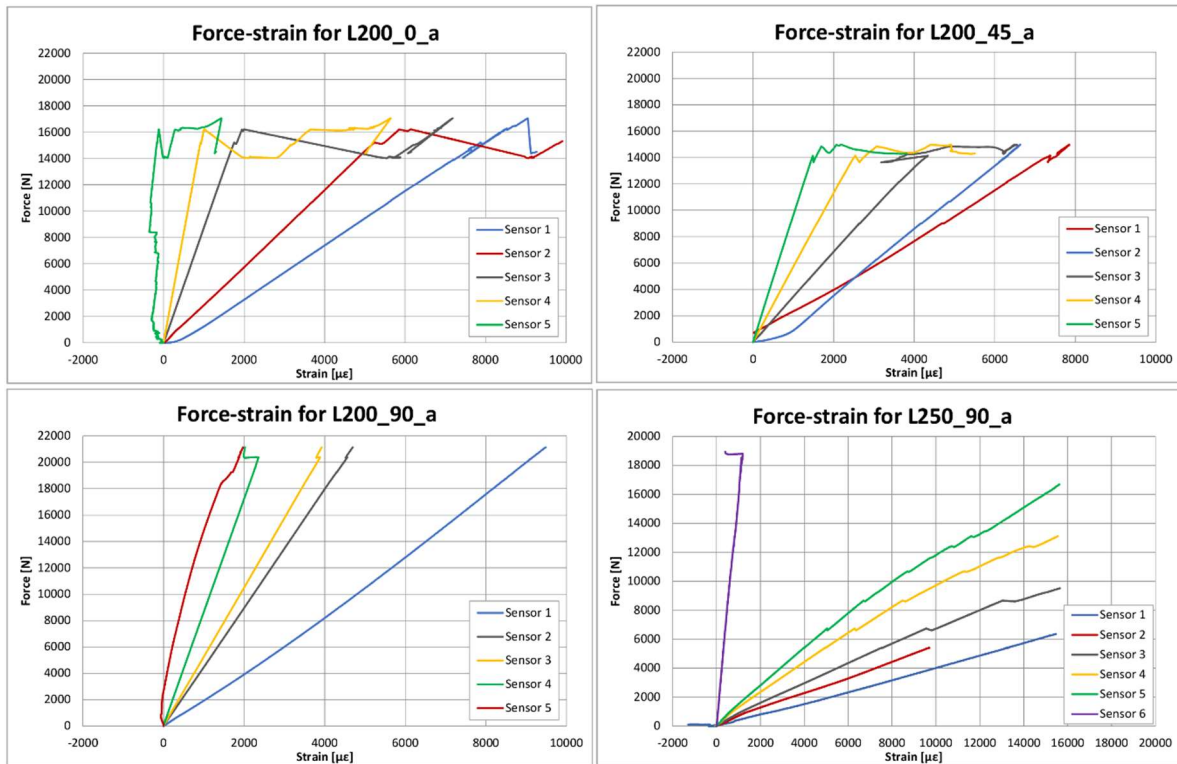 Force-strain for L200_0_a
22000
20000
18000
16000
14000
12000
10000
8000
6000
4000
2000
0
Force [N]
-2000 0 2000 4000 6000 8000 10000
Strain [με]
Sensor 1
Sensor 2
Sensor 3
Sensor 4
Sensor 5
Force-strain for L200_45_a
22000
20000
18000
16000
14000
12000
10000
8000
6000
4000
2000
0
Force [N]
-2000 0 2000 4000 6000 8000 10000
Strain [με]
Sensor 1
Sensor 2
Sensor 3
Sensor 4
Sensor 5
Force-strain for L200_90_a
22000
20000
18000
16000
14000
12000
10000
8000
6000
4000
2000
0
Force [N]
-2000 0 2000 4000 6000 8000 10000
Strain [με]
Sensor 1
Sensor 2
Sensor 3
Sensor 4
Sensor 5
Force-strain for L250_90_a
20000
18000
16000
14000
12000
10000
8000
6000
4000
2000
0
Force [N]
-2000 0 2000 4000 6000 8000 10000 12000 14000 16000 18000 20000
Strain [με]
Sensor 1
Sensor 2
Sensor 3
Sensor 4
Sensor 5
Sensor 6